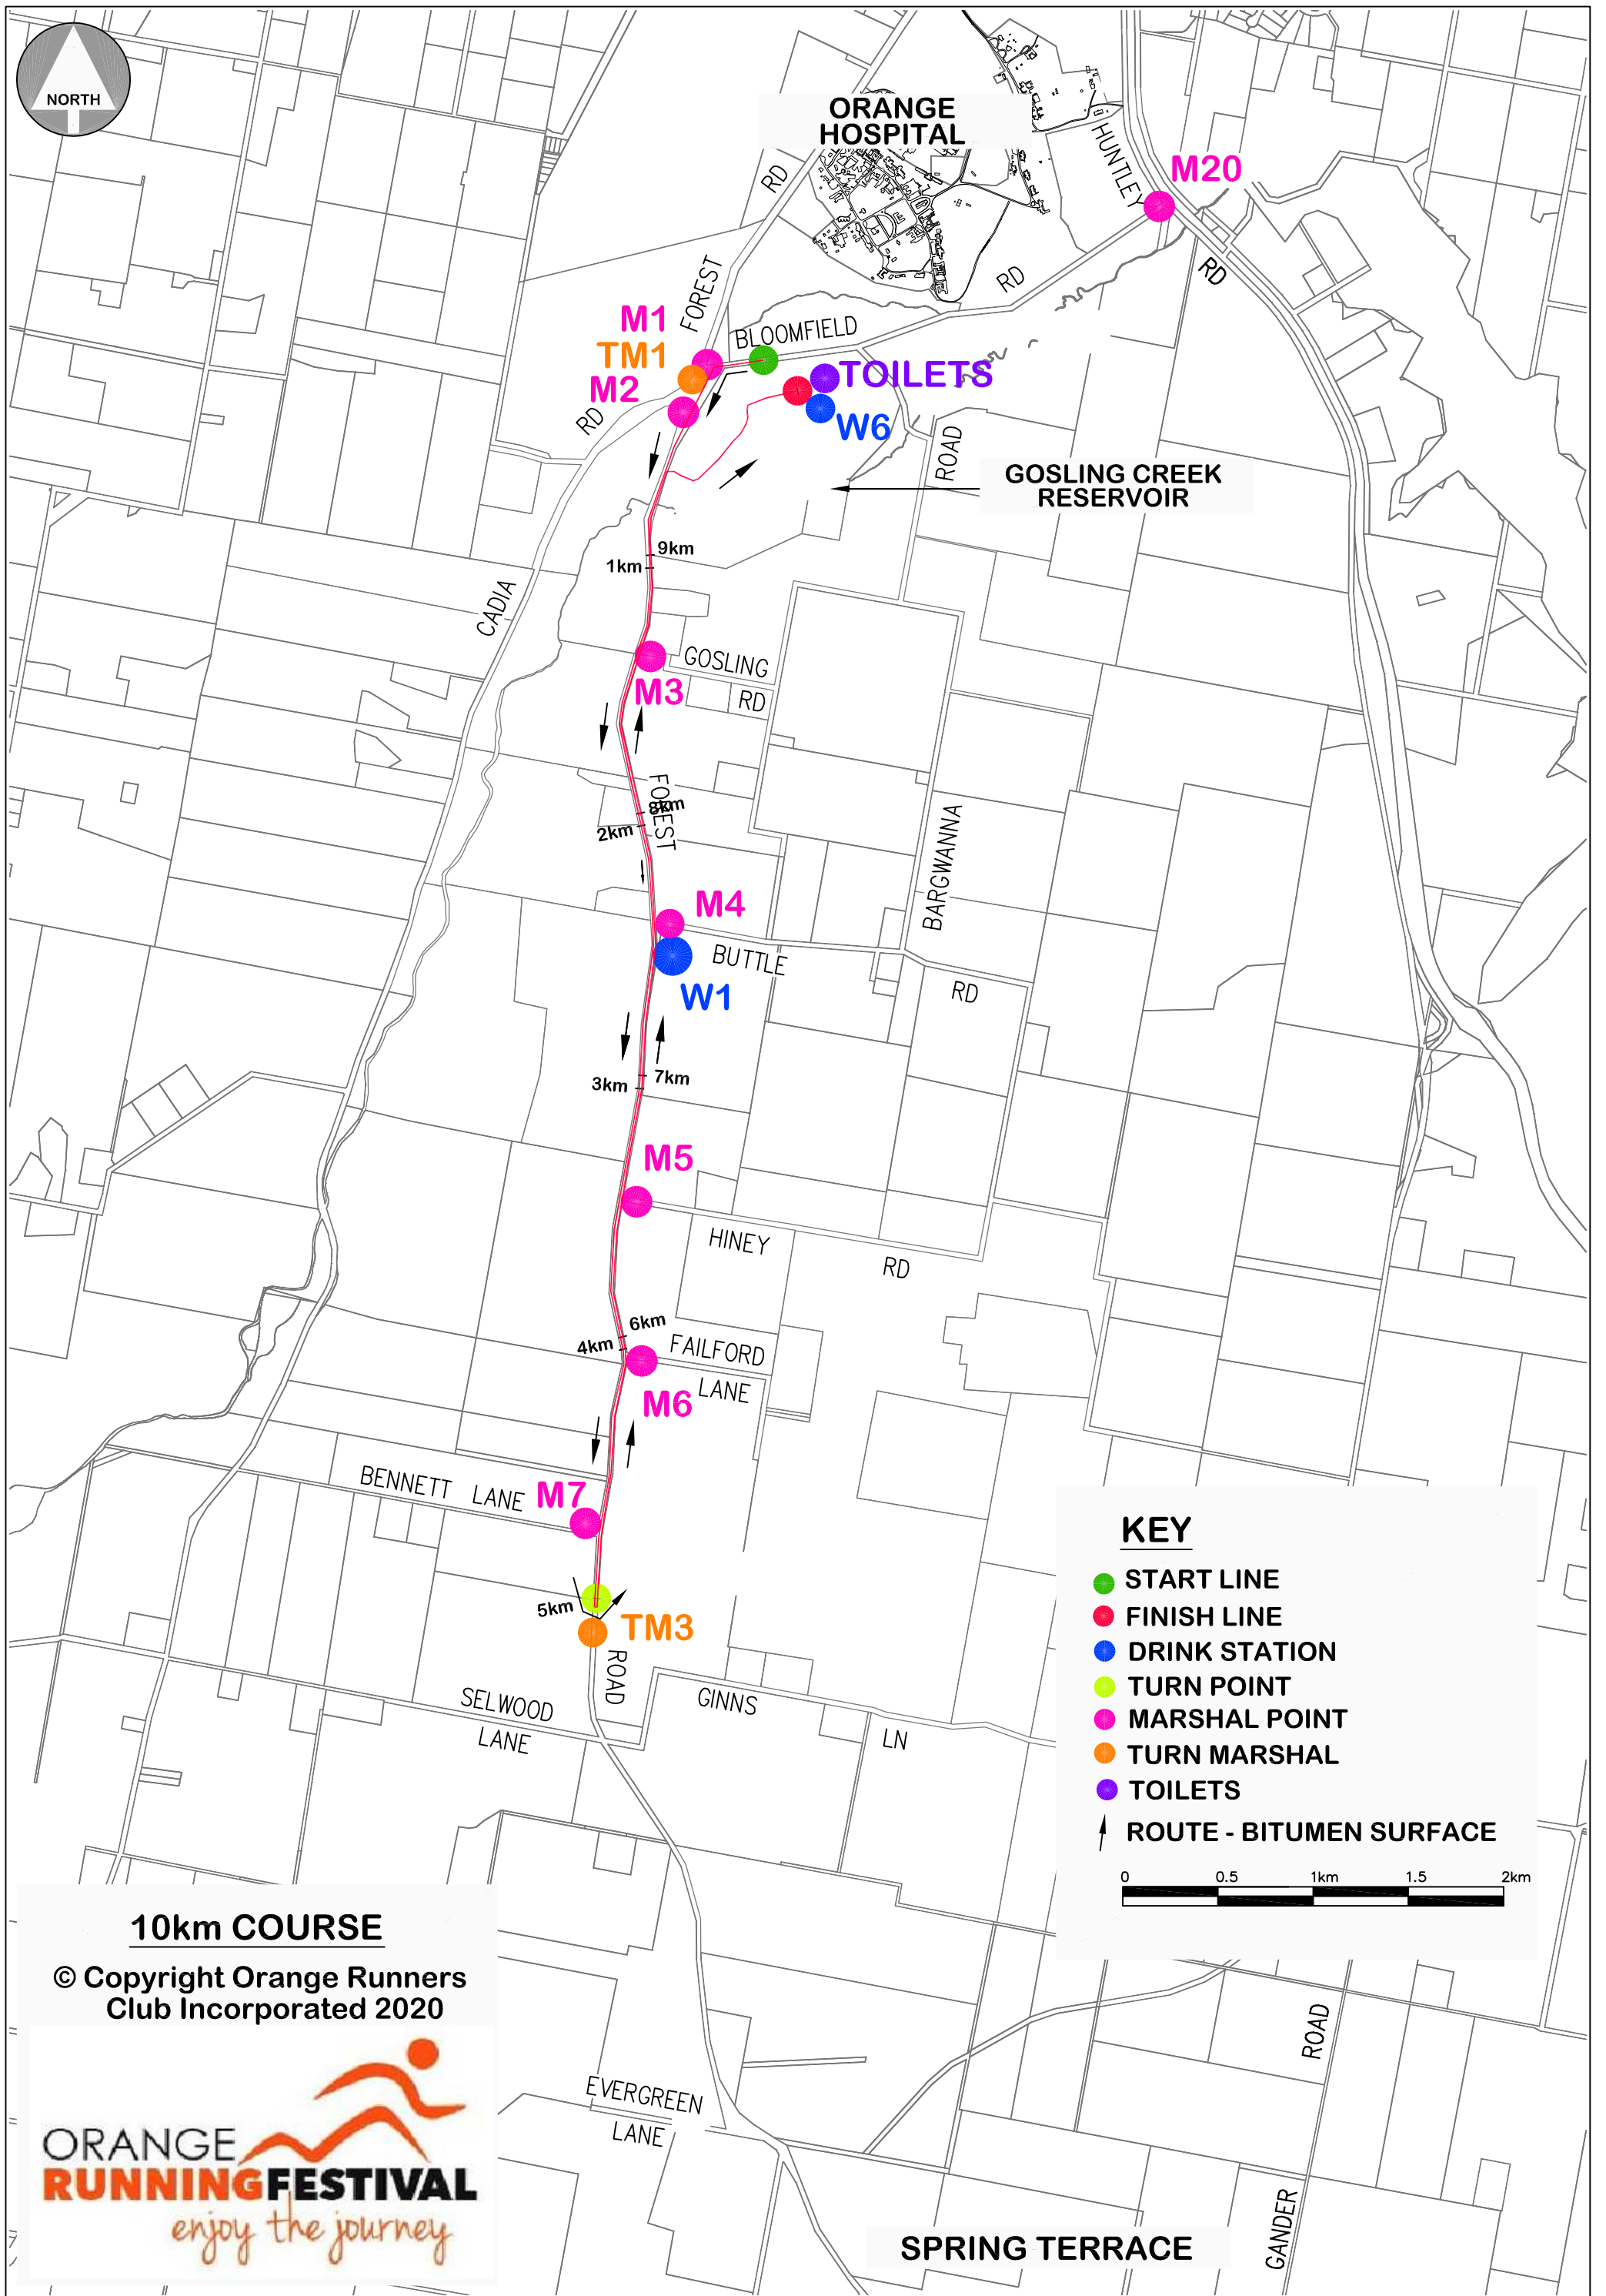 NORTH
ORANGE
HOSPITAL
HUNTLEY
RD
M20
RD
FOREST
RD
BLOOMFIELD
M1
TM1
M2
RD
TOILETS
W6
ROAD
GOSLING CREEK
RESERVOIR
CADIA
9km
1km
GOSLING
RD
M3
FOREST
8km
2km
BARGWANNA
M4
BUTTLE
RD
W1
7km
3km
M5
HINEY
RD
6km
4km
FAILFORD
LANE
M6
BENNETT LANE
M7
5km
TM3
ROAD
SELWOOD
LANE
GINNS
LN
KEY
START LINE
FINISH LINE
DRINK STATION
TURN POINT
MARSHAL POINT
TURN MARSHAL
TOILETS
ROUTE - BITUMEN SURFACE
0 0.5 1km 1.5 2km
10km COURSE
© Copyright Orange Runners
Club Incorporated 2020
ORANGE
RUNNINGFESTIVAL
enjoy the journey
EVERGREEN
LANE
ROAD
GANDER
SPRING TERRACE